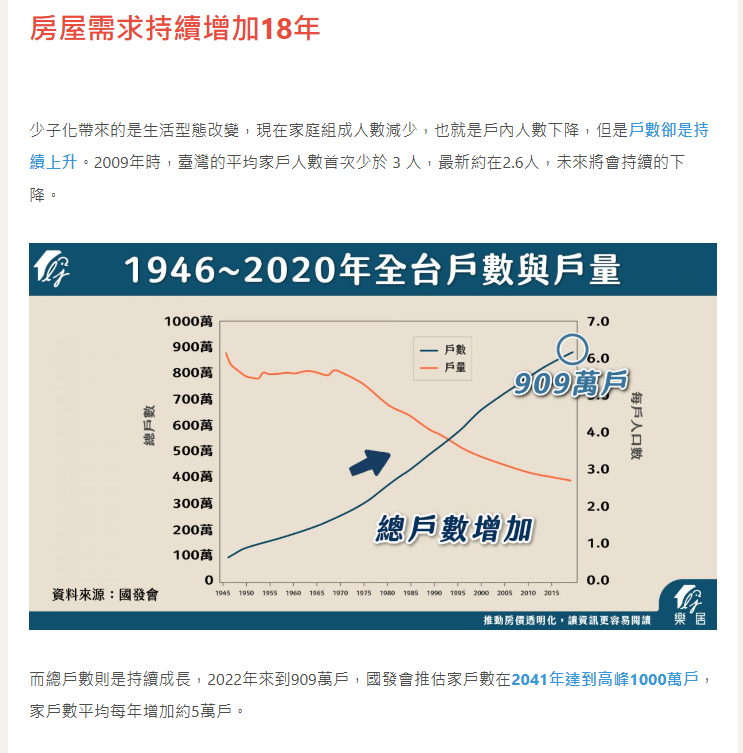 房屋需求持續增加18年
少子化帶來的是生活型態改變，現在家庭組成人數減少，也就是戶內人數下降，但是戶數卻是持
續上升。2009年時，臺灣的平均家戶人數首次少於 3 人，最新約在2.6人，未來將會持續的下
降。
lj
1946~2020年全台戶數與戶量
1000萬
900萬
800萬
700萬
600萬
500萬
400萬
300萬
200萬
100萬
0
總戶數
戶數
戶量
7.0
6.0
909萬戶
5.0
4.0
3.0
2.0
1.0
0.0
每戶人口數
總戶數增加
1945 1950 1955 1960 1965 1970 1975 1980 1985 1990 1995 2000 2005 2010 2015
資料來源：國發會
推動房價透明化，讓資訊更容易閱讀
lj
樂居
而總戶數則是持續成長，2022年來到909萬戶，國發會推估家戶數在2041年達到高峰1000萬戶，
家戶數平均每年增加約5萬戶。